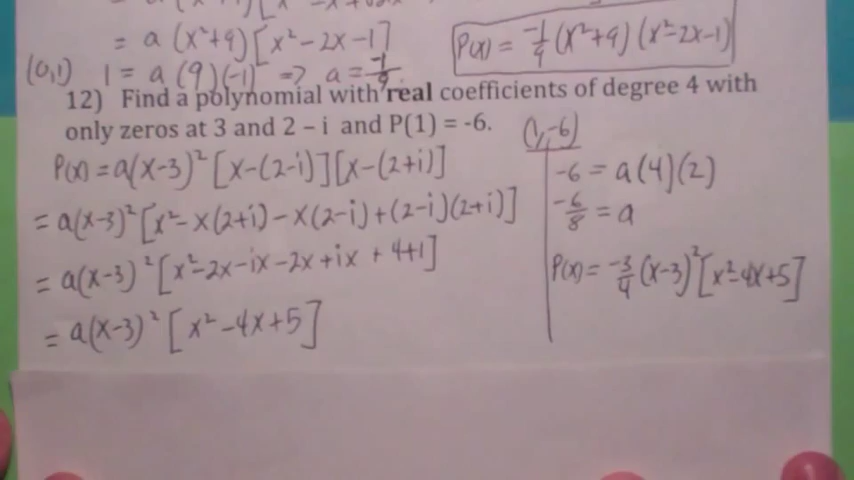 = a (x²+9) [x²-2x-1]
P(x) = -1/9 (x²+9) (x²-2x-1)
(0,1) 1 = a (9)(-1) => a = -1/9
12) Find a polynomial with real coefficients of degree 4 with
only zeros at 3 and 2 – i and P(1) = -6.
(1,-6)
P(x) = a(x-3)² [x-(2-i)][x-(2+i)]
= a(x-3)² [x²-x(2+i)-x(2-i)+(2-i)(2+i)]
= a(x-3)² [x²-2x-ix-2x+ix+4+1]
= a(x-3)² [x²-4x+5]
-6 = a(4)(2)
-6/8 = a
P(x) = -3/4 (x-3)² [x²-4x+5]